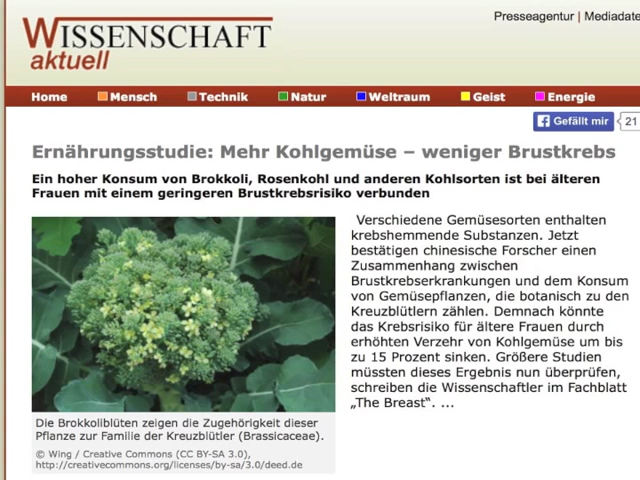 Presseagentur | Mediadate
WISSENSCHAFT
aktuell
Home Mensch Technik Natur Weltraum Geist Energie
Gefällt mir 21
Ernährungsstudie: Mehr Kohlgemüse – weniger Brustkrebs
Ein hoher Konsum von Brokkoli, Rosenkohl und anderen Kohlsorten ist bei älteren
Frauen mit einem geringeren Brustkrebsrisiko verbunden
Verschiedene Gemüsesorten enthalten
krebshemmende Substanzen. Jetzt
bestätigen chinesische Forscher einen
Zusammenhang zwischen
Brustkrebserkrankungen und dem Konsum
von Gemüsepflanzen, die botanisch zu den
Kreuzblütlern zählen. Demnach könnte
das Krebsrisiko für ältere Frauen durch
erhöhten Verzehr von Kohlgemüse um bis
zu 15 Prozent sinken. Größere Studien
müssten dieses Ergebnis nun überprüfen,
schreiben die Wissenschaftler im Fachblatt
„The Breast“. ...
Die Brokkoliblüten zeigen die Zugehörigkeit dieser
Pflanze zur Familie der Kreuzblütler (Brassicaceae).
© Wing / Creative Commons (CC BY-SA 3.0),
http://creativecommons.org/licenses/by-sa/3.0/deed.de